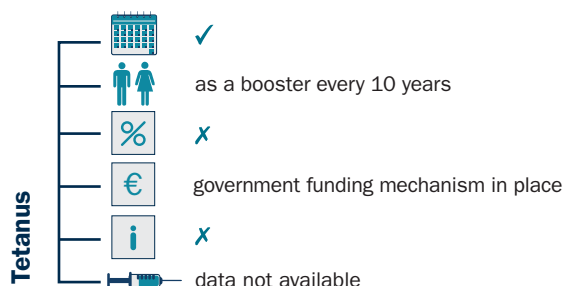 ✓
as a booster every 10 years
%
✗
€
government funding mechanism in place
i
✗
Tetanus
data not available